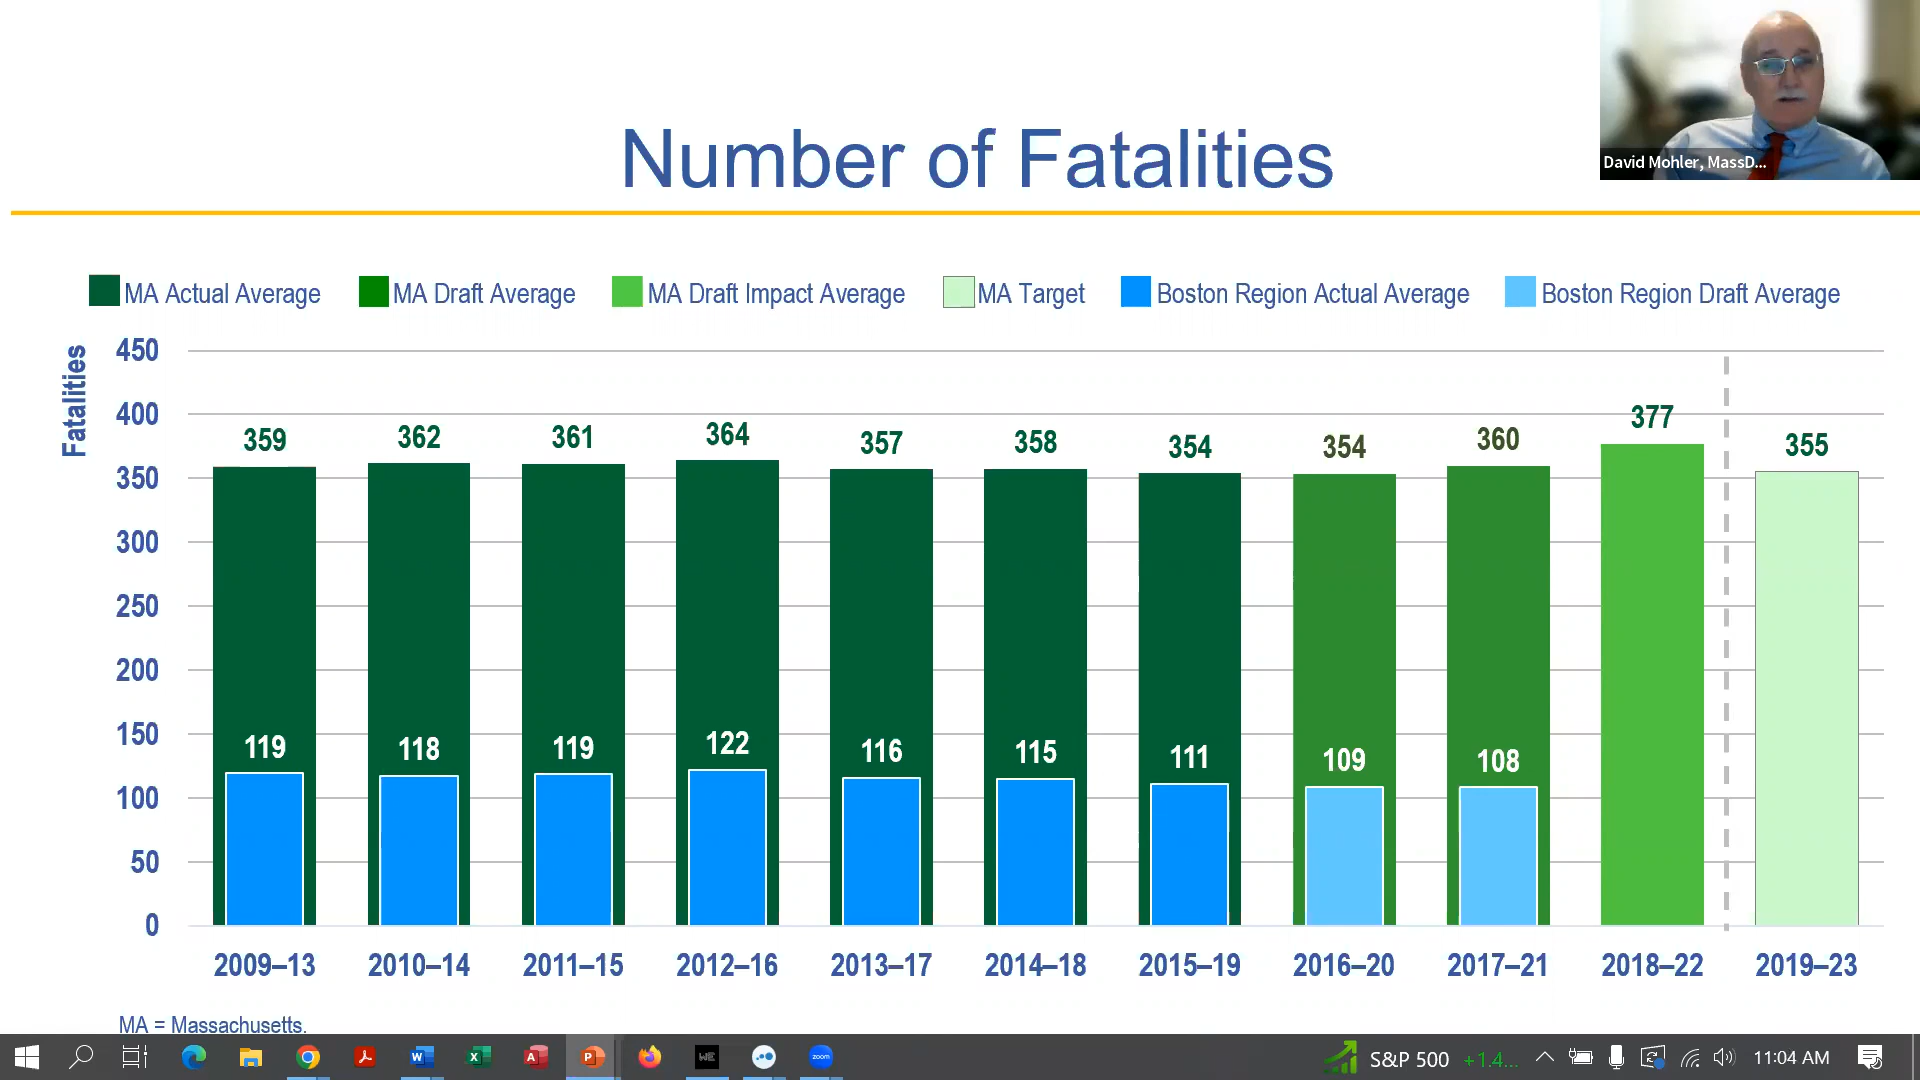 David Mohler, MassD...
Number of Fatalities
MA Actual Average MA Draft Average MA Draft Impact Average MA Target Boston Region Actual Average Boston Region Draft Average
Fatalities
450
400
350
300
250
200
150
100
50
0
359 362 361 364 357 358 354 354 360 377 355
119 118 119 122 116 115 111 109 108
2009–13 2010–14 2011–15 2012–16 2013–17 2014–18 2015–19 2016–20 2017–21 2018–22 2019–23
MA = Massachusetts.
S&P 500 +1.4... 11:04 AM
W X A P WE zoom